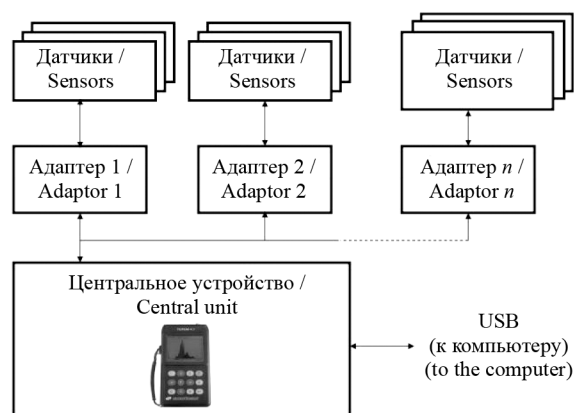 Датчики /
Sensors
Датчики /
Sensors
Датчики /
Sensors
Адаптер 1 /
Adaptor 1
Адаптер 2 /
Adaptor 2
Адаптер n /
Adaptor n
Центральное устройство /
Central unit
USB
(к компьютеру)
(to the computer)